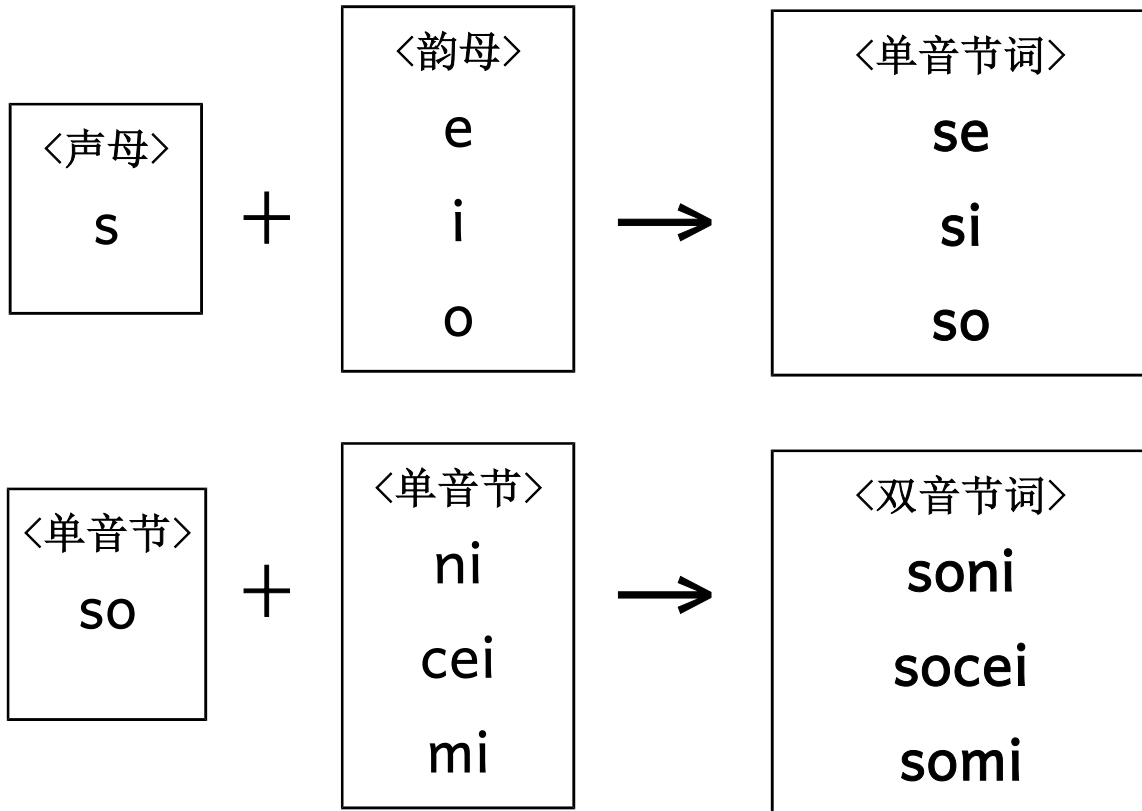 <声母>
s
+
<韵母>
e
i
o
<单音节词>
se
si
so
<单音节>
so
+
<单音节>
ni
cei
mi
<双音节词>
soni
socei
somi